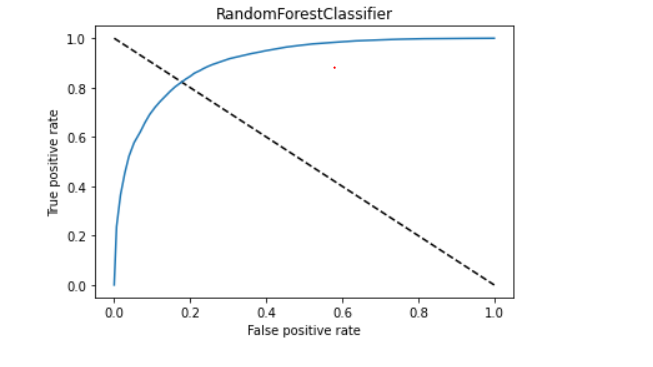 RandomForestClassifier
1.0
0.8
0.6
0.4
0.2
0.0
True positive rate
0.0 0.2 0.4 0.6 0.8 1.0
False positive rate